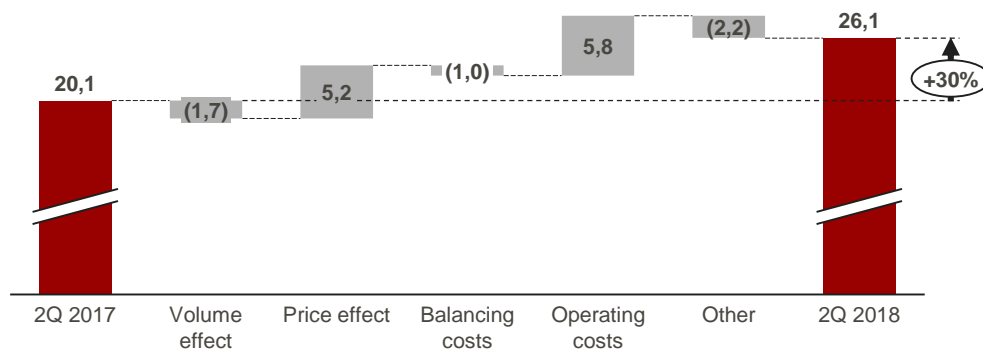 20,1
(1,7)
5,2
(1,0)
5,8
(2,2)
26,1
+30%
2Q 2017
Volume
effect
Price effect
Balancing
costs
Operating
costs
Other
2Q 2018